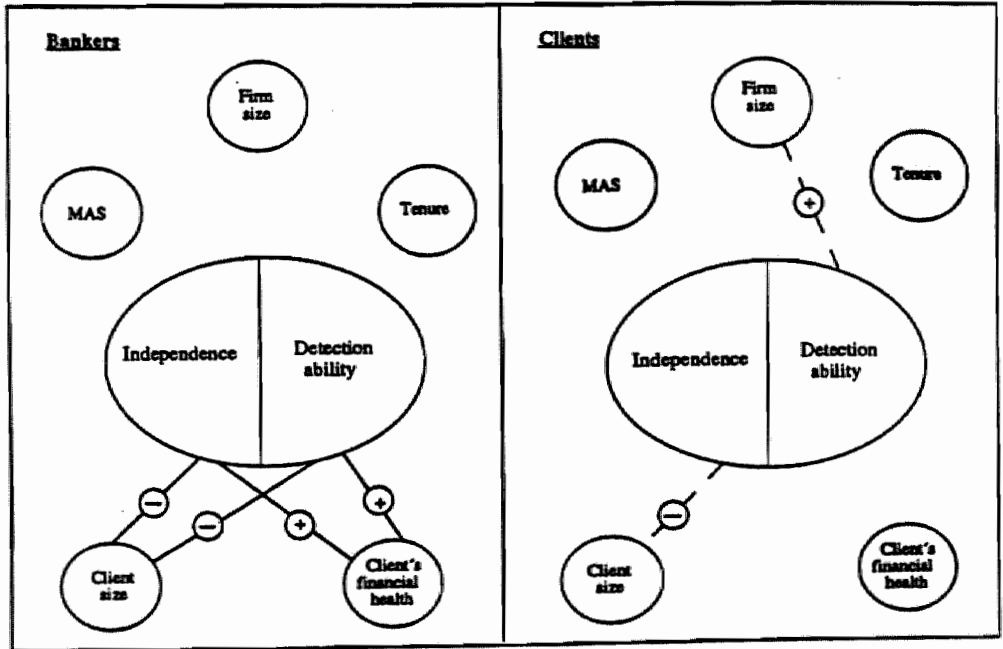 Bankers
Firm
size
MAS
Tenure
Independence
Detection
ability
−
−
+
+
Client
size
Client's
financial
health
Clients
Firm
size
MAS
Tenure
+
Independence
Detection
ability
−
Client
size
Client's
financial
health